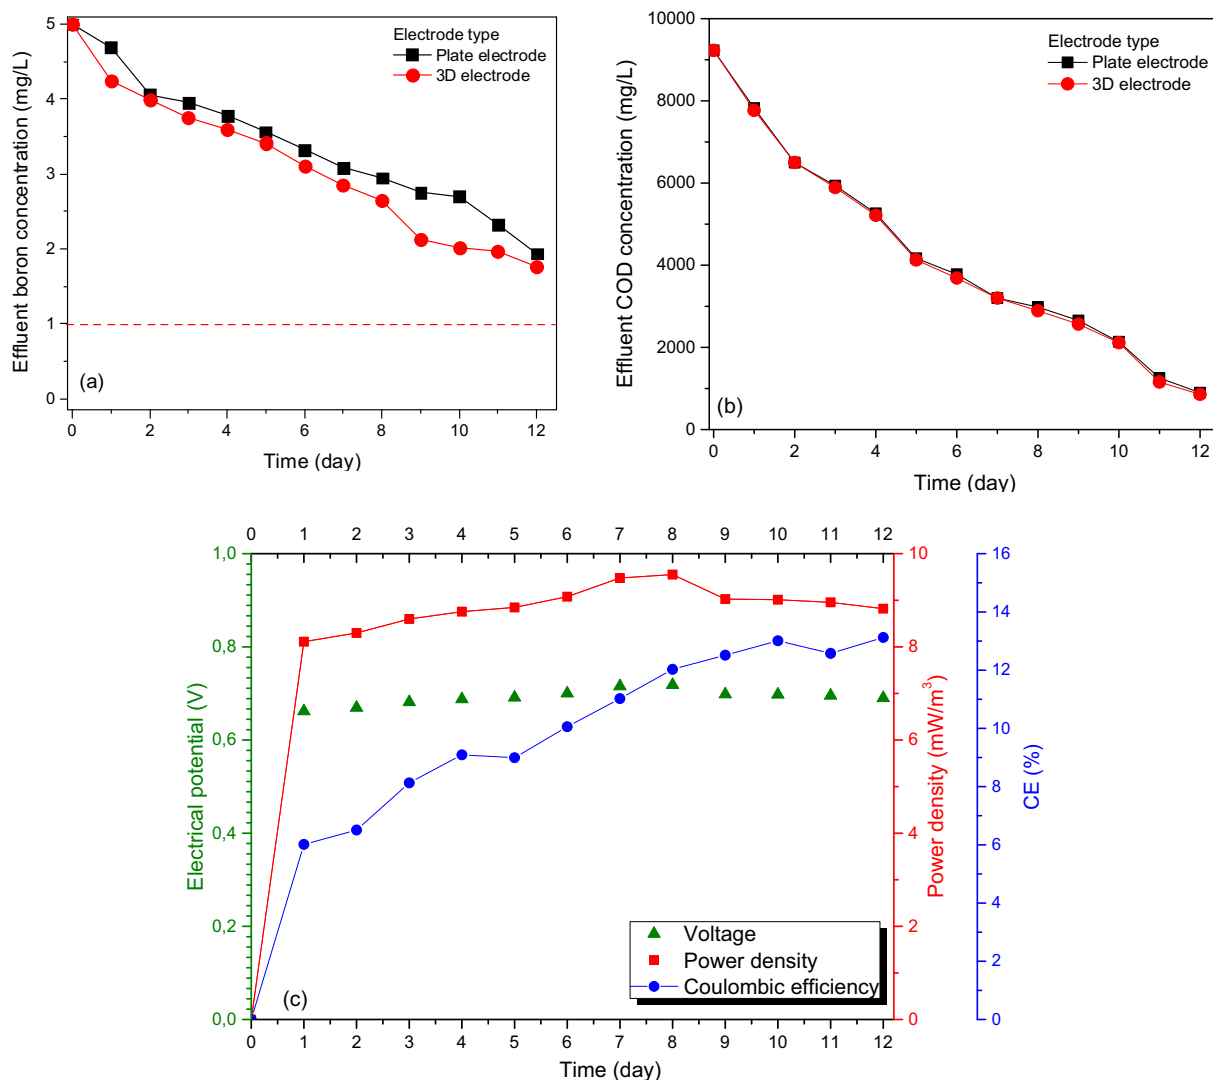 Effluent boron concentration (mg/L)
5
4
3
2
1
0
Electrode type
Plate electrode
3D electrode
(a)
0 2 4 6 8 10 12
Time (day)
Effluent COD concentration (mg/L)
10000
8000
6000
4000
2000
0
Electrode type
Plate electrode
3D electrode
(b)
0 2 4 6 8 10 12
Time (day)
0 1 2 3 4 5 6 7 8 9 10 11 12
Electrical potential (V)
1,0
0,8
0,6
0,4
0,2
0,0
10
8
6
4
2
0
Power density (mW/m³)
16
14
12
10
8
6
4
2
0
CE (%)
Voltage
Power density
Coulombic efficiency
(c)
0 1 2 3 4 5 6 7 8 9 10 11 12
Time (day)